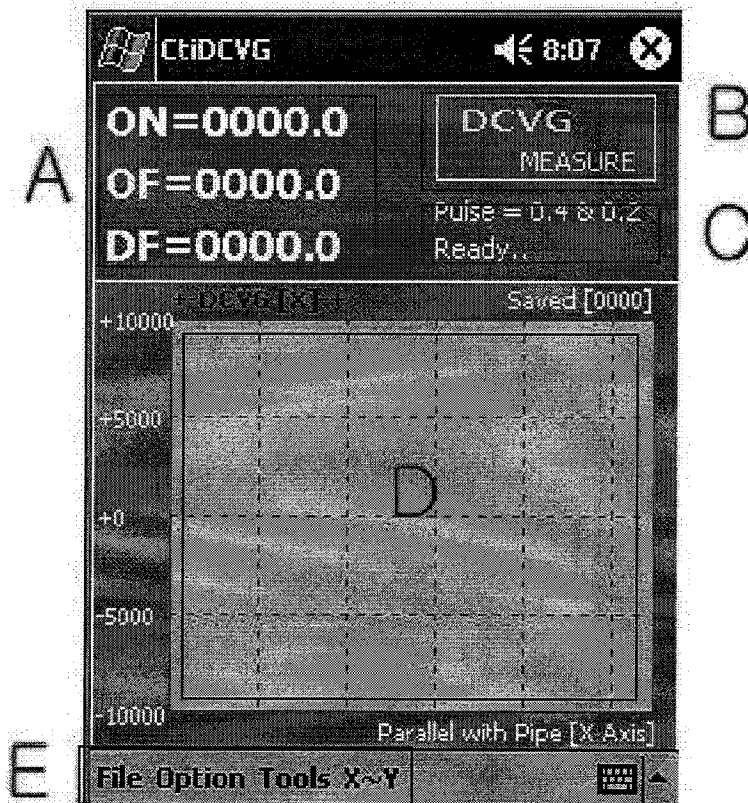 CtiDCVG 8:07
A
ON=0000.0
OF=0000.0
DF=0000.0
DCVG
MEASURE
B
Pulse = 0.4 & 0.2
Ready..
C
+ DCVG [X] +
Saved [0000]
+10000
+5000
+0
-5000
-10000
D
Parallel with Pipe [X-Axis]
E
File Option Tools X~Y